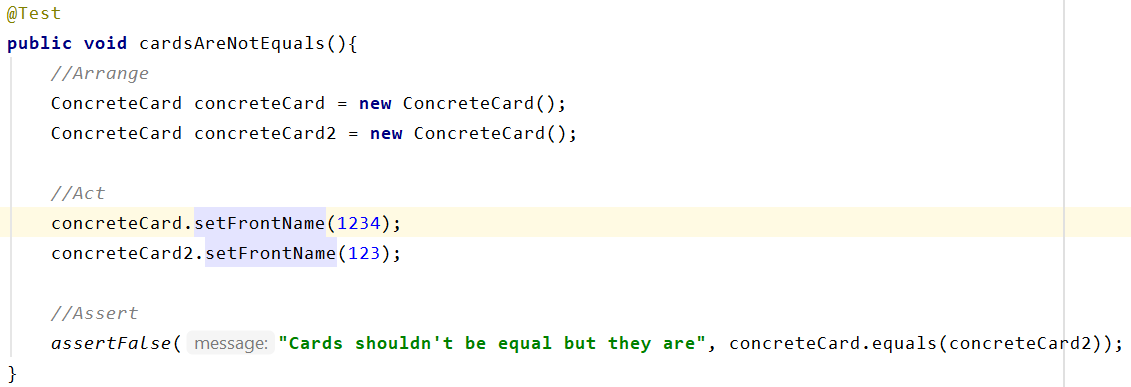 @Test
public void cardsAreNotEquals(){
//Arrange
ConcreteCard concreteCard = new ConcreteCard();
ConcreteCard concreteCard2 = new ConcreteCard();
//Act
concreteCard.setFrontName(1234);
concreteCard2.setFrontName(123);
//Assert
assertFalse( message: "Cards shouldn't be equal but they are", concreteCard.equals(concreteCard2));
}